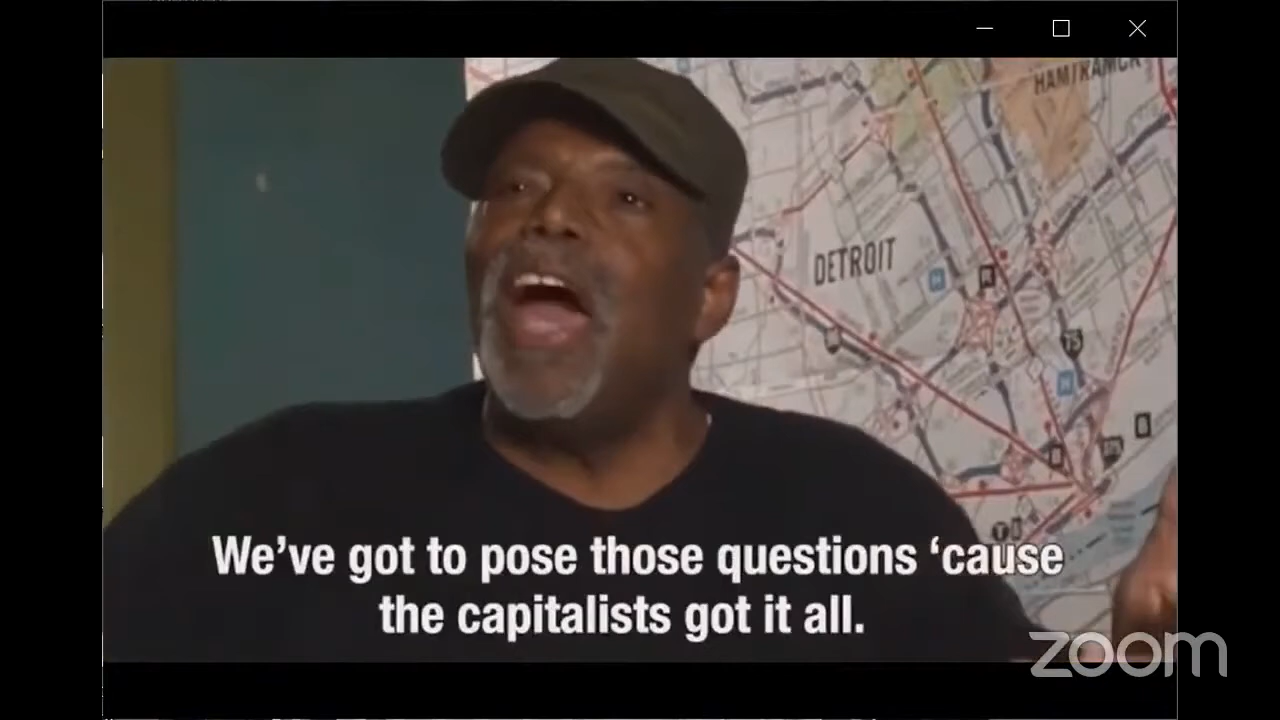 HAMTRAMCK
DETROIT
75
H
H
We've got to pose those questions ‘cause
the capitalists got it all.
zoom